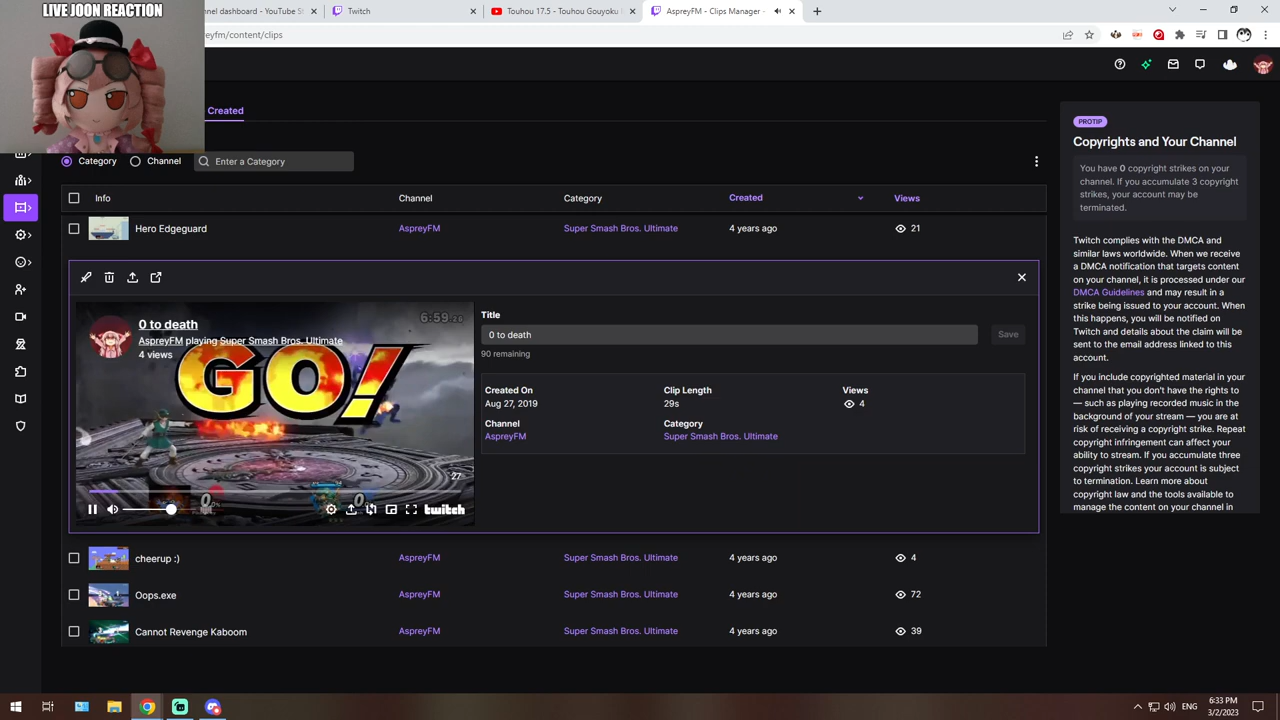 LIVE JOON REACTION
nnel dashboard - YouTube S
Twitch
Touhou 17.5 - Touhou Gouyoku
AspreyFM - Clips Manager -
eyfm/content/clips
Created
Category
Channel
Enter a Category
Info
Channel
Category
Created
Views
Hero Edgeguard
AspreyFM
Super Smash Bros. Ultimate
4 years ago
21
0 to death
AspreyFM playing Super Smash Bros. Ultimate
4 views
6:59.26
GO!
27
twitch
Title
0 to death
Save
90 remaining
Created On
Clip Length
Views
Aug 27, 2019
29s
4
Channel
Category
AspreyFM
Super Smash Bros. Ultimate
cheerup :)
AspreyFM
Super Smash Bros. Ultimate
4 years ago
4
Oops.exe
AspreyFM
Super Smash Bros. Ultimate
4 years ago
72
Cannot Revenge Kaboom
AspreyFM
Super Smash Bros. Ultimate
4 years ago
39
PROTIP
Copyrights and Your Channel
You have 0 copyright strikes on
your channel. If you accumulate 3 copyright
strikes, your account may be
terminated.
Twitch complies with the DMCA and
similar laws worldwide. When we receive
a DMCA notification that targets content
on your channel, it is processed under our
DMCA Guidelines and may result in a
strike being issued to your account. When
this happens, you will be notified on
Twitch and details about the claim will be
sent to the email address linked to this
account.
If you include copyrighted material in your
channel that you don't have the rights to
— such as playing recorded music in the
background of your stream — you are at
risk of receiving a copyright strike. Repeat
copyright infringement can affect your
ability to stream. If you accumulate three
copyright strikes your account is subject
to termination. Learn more about
copyright law and the tools available to
manage the content on your channel in
ENG
6:33 PM
3/2/2023